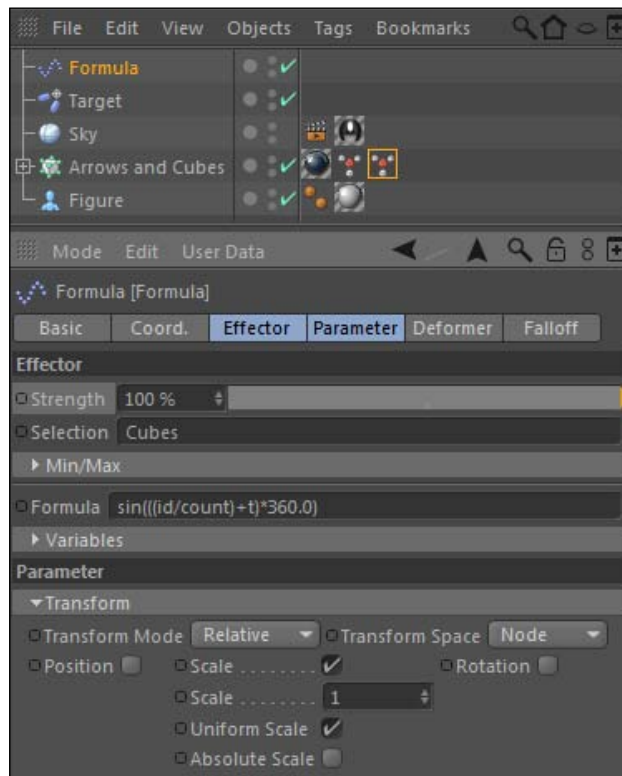 File Edit View Objects Tags Bookmarks
Formula
Target
Sky
Arrows and Cubes
Figure
Mode Edit User Data
Formula [Formula]
Basic Coord. Effector Parameter Deformer Falloff
Effector
Strength 100 %
Selection Cubes
Min/Max
Formula sin(((id/count)+t)*360.0)
Variables
Parameter
Transform
Transform Mode Relative Transform Space Node
Position Scale ........ Rotation
Scale ........ 1
Uniform Scale
Absolute Scale